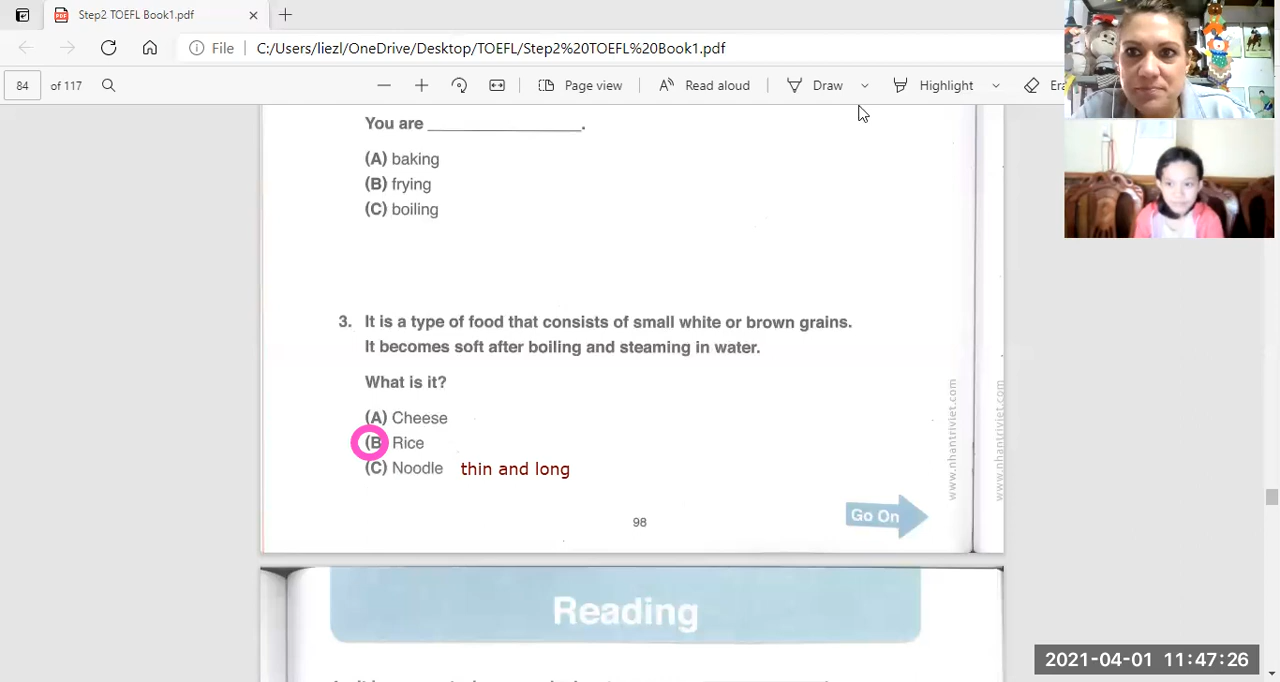 Step2 TOEFL Book1.pdf
File
C:/Users/liezl/OneDrive/Desktop/TOEFL/Step2%20TOEFL%20Book1.pdf
84 of 117
Page view
Read aloud
Draw
Highlight
You are ________________.
(A) baking
(B) frying
(C) boiling
3. It is a type of food that consists of small white or brown grains.
It becomes soft after boiling and steaming in water.
What is it?
(A) Cheese
(B Rice
(C) Noodle thin and long
www.nhantriviet.com
www.nhantriviet.com
98
Go On
Reading
2021-04-01 11:47:26